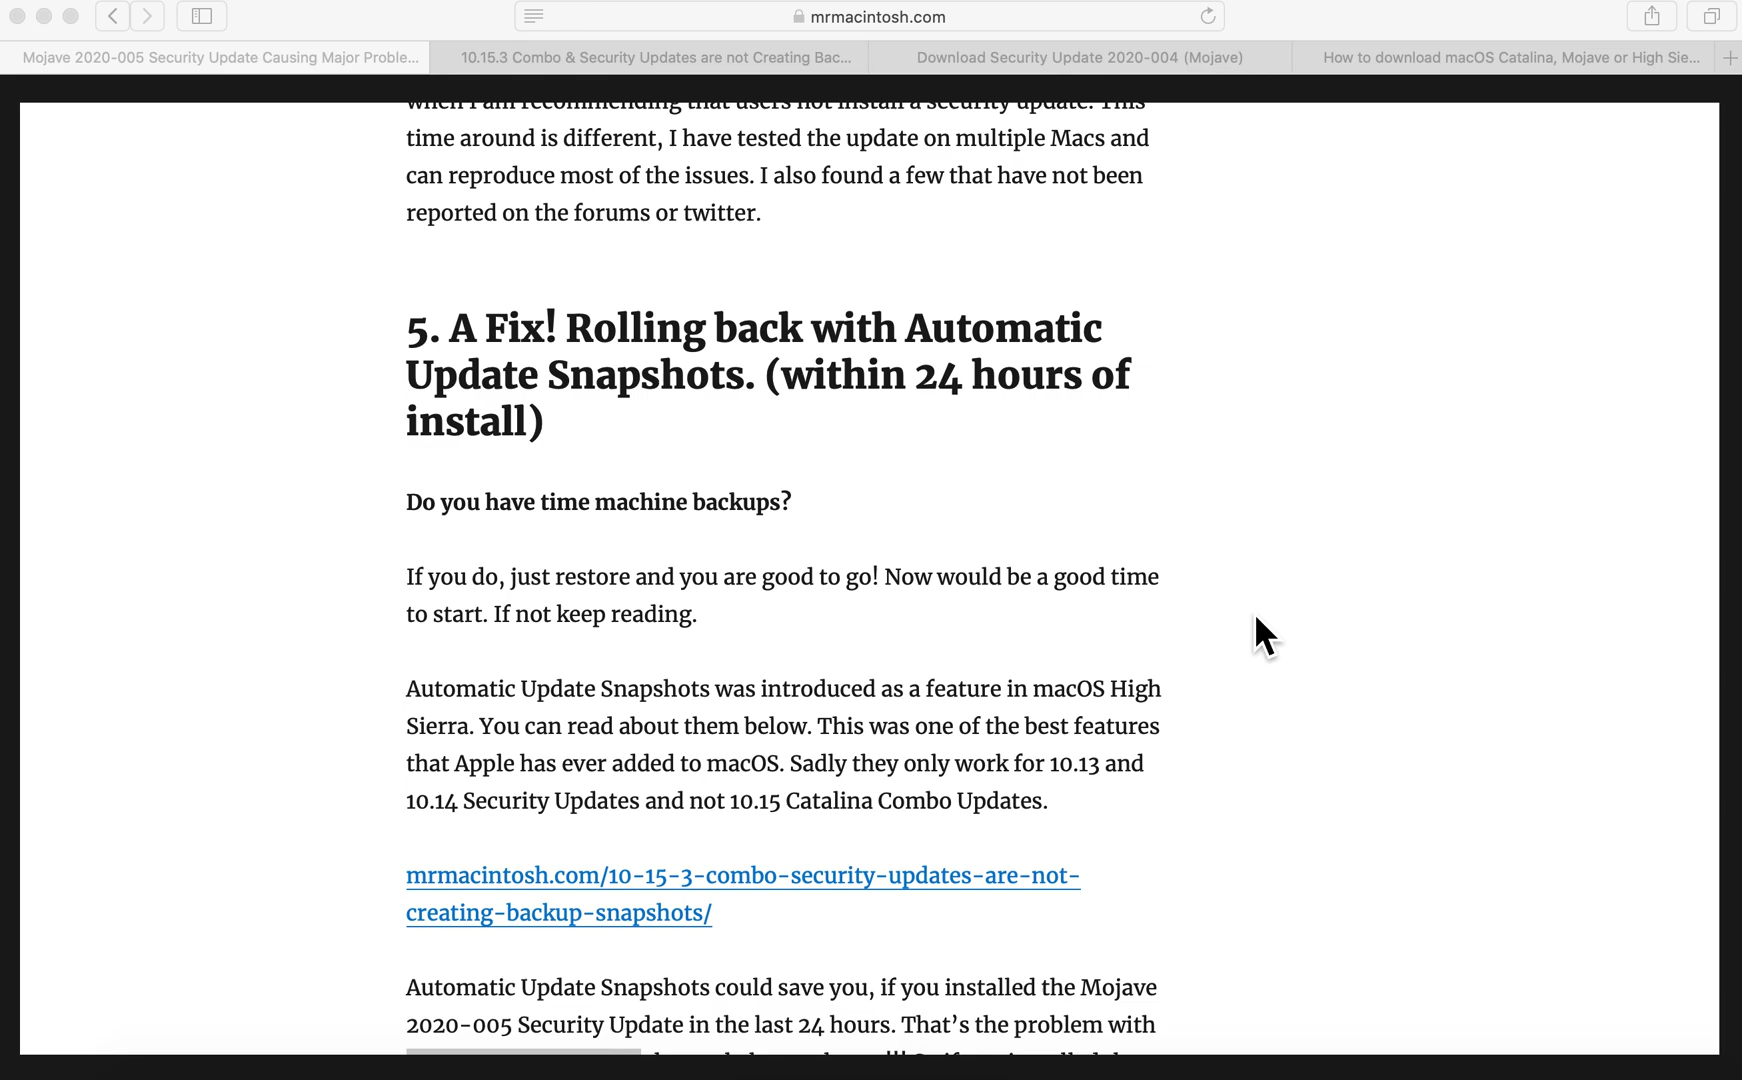 mrmacintosh.com
Mojave 2020-005 Security Update Causing Major Proble...
10.15.3 Combo & Security Updates are not Creating Bac...
Download Security Update 2020-004 (Mojave)
How to download macOS Catalina, Mojave or High Sie...
when I am recommending that users not install a security update. This
time around is different, I have tested the update on multiple Macs and
can reproduce most of the issues. I also found a few that have not been
reported on the forums or twitter.
5. A Fix! Rolling back with Automatic
Update Snapshots. (within 24 hours of
install)
Do you have time machine backups?
If you do, just restore and you are good to go! Now would be a good time
to start. If not keep reading.
Automatic Update Snapshots was introduced as a feature in macOS High
Sierra. You can read about them below. This was one of the best features
that Apple has ever added to macOS. Sadly they only work for 10.13 and
10.14 Security Updates and not 10.15 Catalina Combo Updates.
mrmacintosh.com/10-15-3-combo-security-updates-are-not-
creating-backup-snapshots/
Automatic Update Snapshots could save you, if you installed the Mojave
2020-005 Security Update in the last 24 hours. That's the problem with